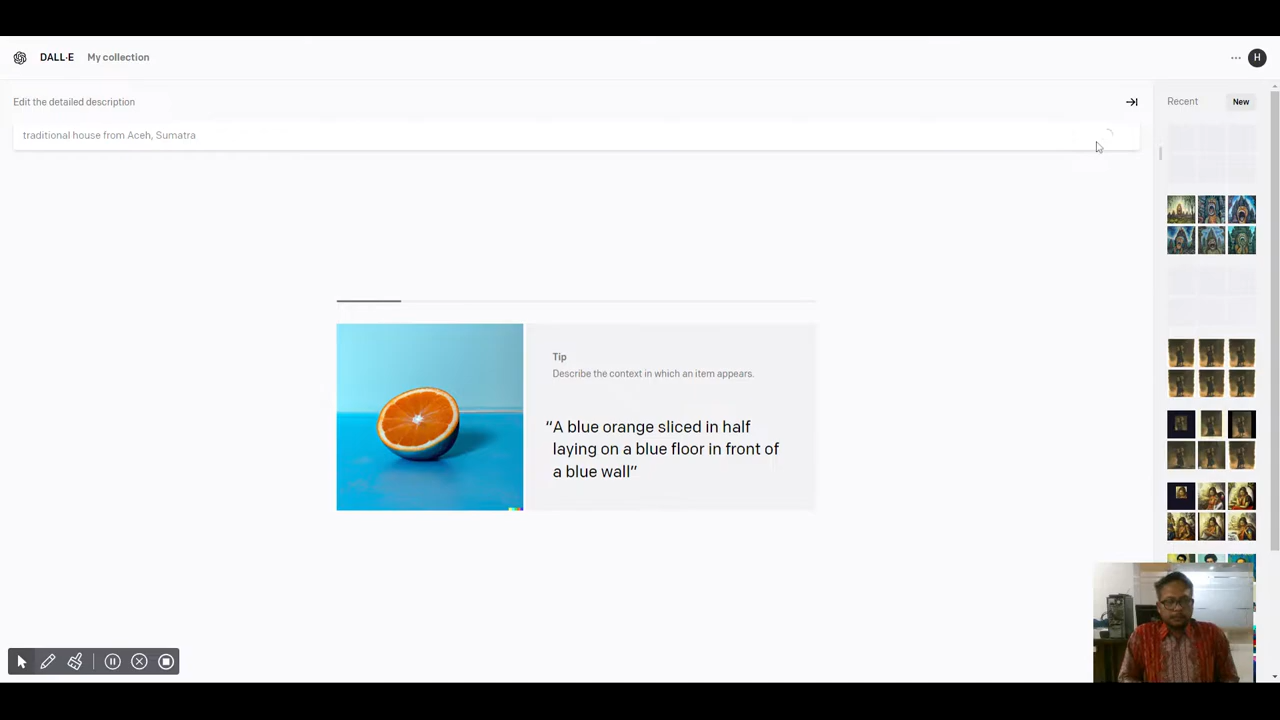 DALL·E My collection
H
Edit the detailed description
Recent New
traditional house from Aceh, Sumatra
Tip
Describe the context in which an item appears.
“A blue orange sliced in half
laying on a blue floor in front of
a blue wall”